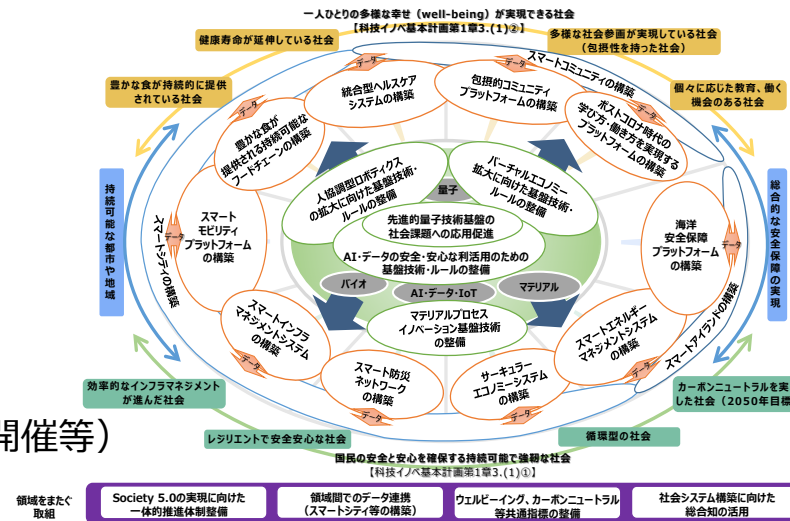 一人ひとりの多様な幸せ（well-being）が実現できる社会
【科技イノベ基本計画第1章3.(1)②】
健康寿命が延伸している社会
多様な社会参画が実現している社会
（包摂性を持った社会）
豊かな食が持続的に提供
されている社会
個々に応じた教育、働く
機会のある社会
データ
データ
スマートコミュニティの構築
統合型ヘルスケア
システムの構築
包摂的コミュニティ
プラットフォームの構築
データ
豊かな食が
提供される持続可能な
フードチェーンの構築
データ
ポストコロナ時代の
学び方・働き方を実現する
プラットフォームの構築
人協調型ロボティクス
の拡大に向けた基盤技術・
ルールの整備
量子
バーチャルエコノミー
拡大に向けた基盤技術・
ルールの整備
持続可能な都市や地域
総合的な安全保障の実現
先進的量子技術基盤の
社会課題への応用促進
スマートシティの構築
データ
スマート
モビリティ
プラットフォーム
の構築
海洋
安全保障
プラットフォーム
の構築
データ
AI・データの安全・安心な利活用のための
基盤技術・ルールの整備
バイオ
AI・データ・IoT
マテリアル
マテリアルプロセス
イノベーション基盤技術
の整備
スマートインフラ
マネジメントシステム
の構築
データ
スマートエネルギー
マネジメントシステム
の構築
データ
スマートアイランドの構築
スマート防災
ネットワーク
の構築
データ
サーキュラー
エコノミーシステム
の構築
データ
効率的なインフラマネジメント
が進んだ社会
カーボンニュートラルを実
した社会（2050年目標
開催等）
レジリエントで安全安心な社会
循環型の社会
国民の安全と安心を確保する持続可能で強靭な社会
【科技イノベ基本計画第1章3.(1)①】
領域をまたぐ
取組
Society 5.0の実現に向けた
一体的推進体制整備
領域間でのデータ連携
（スマートシティ等の構築）
ウェルビーイング、カーボンニュートラル
等共通指標の整備
社会システム構築に向けた
総合知の活用